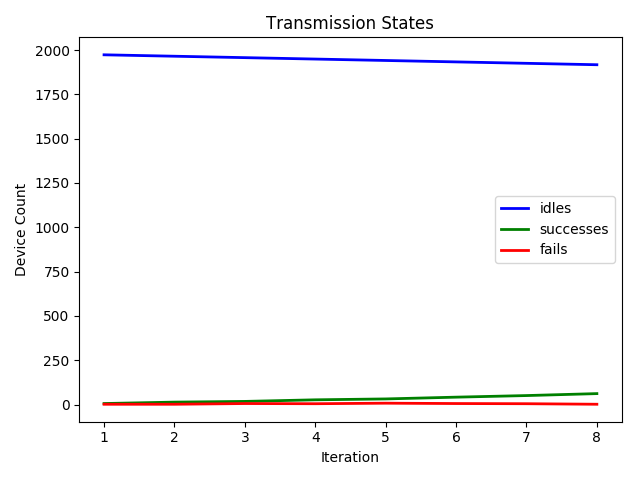 Transmission States
Device Count
2000
1750
1500
1250
1000
750
500
250
0
idles
successes
fails
1 2 3 4 5 6 7 8
Iteration